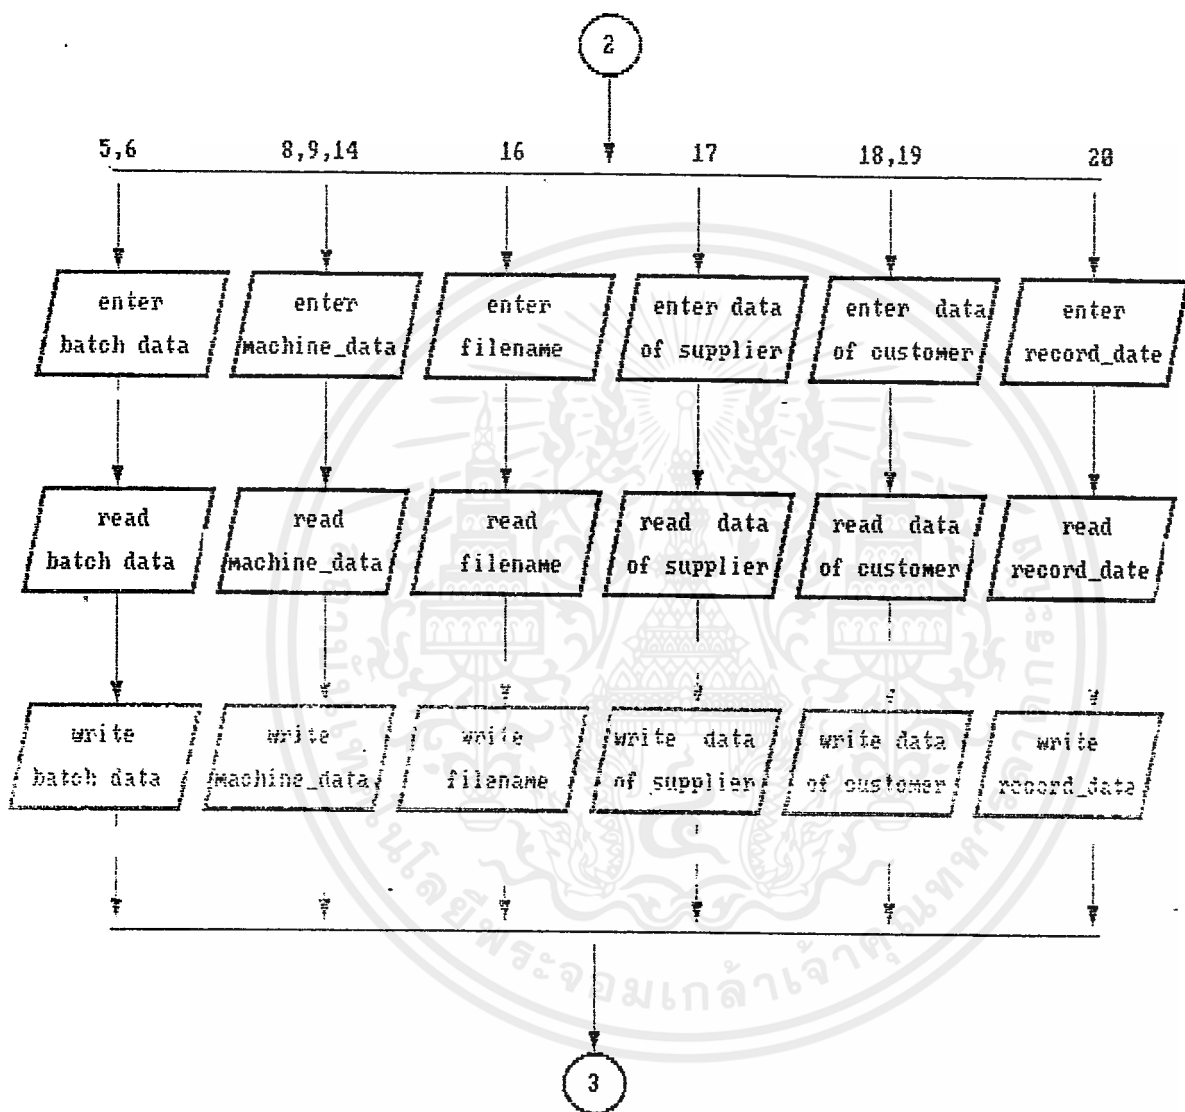 2
5,6
8,9,14
16
17
18,19
20
enter
batch data
enter
machine_data
enter
filename
enter data
of supplier
enter data
of customer
enter
record_date
read
batch data
read
machine_data
read
filename
read data
of supplier
read data
of customer
read
record_date
write
batch data
write
machine_data
write
filename
write data
of supplier
write data
of customer
write
record_data
3